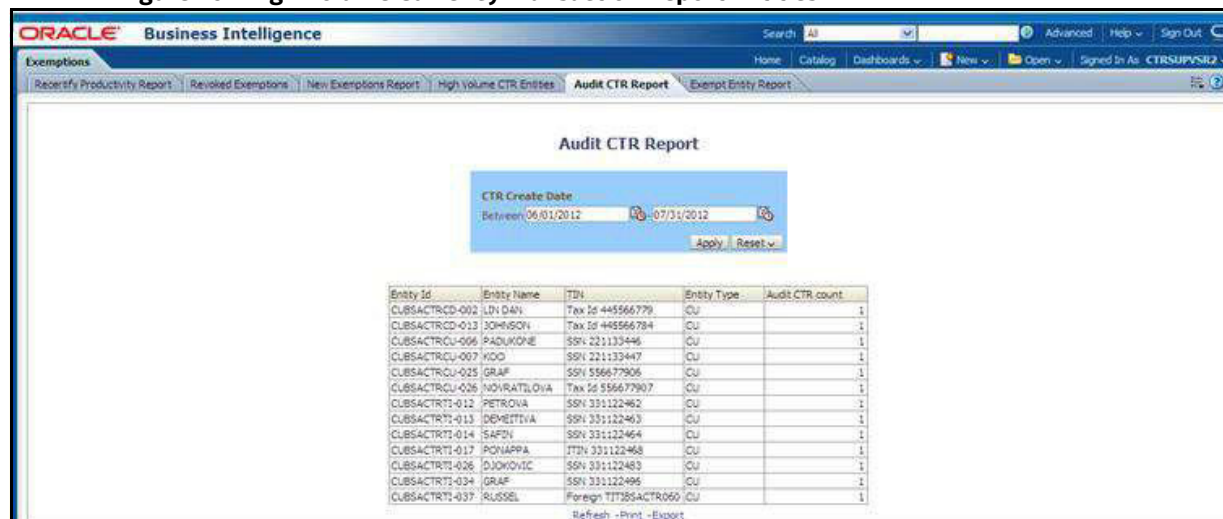 ORACLE Business Intelligence Search All Advanced Help Sign Out
Exemptions Home Catalog Dashboards New Open Signed In As CTRSUPVSR2
Recertify Productivity Report Revoked Exemptions New Exemptions Report High Volume CTR Entities Audit CTR Report Exempt Entity Report
Audit CTR Report
CTR Create Date
Between 06/01/2012 - 07/31/2012
Apply Reset
Entity Id Entity Name TIN Entity Type Audit CTR count
CUBSACTRCD-002 LIN DAN Tax Id 445566779 CU 1
CUBSACTRCD-013 JOHNSON Tax Id 445566784 CU 1
CUBSACTRCU-006 PADUKONE SSN 221133446 CU 1
CUBSACTRCU-007 KOO SSN 221133447 CU 1
CUBSACTRCU-025 GRAF SSN 556677906 CU 1
CUBSACTRCU-026 NOVRATILOVA Tax Id 556677907 CU 1
CUBSACTRTI-012 PETROVA SSN 331122462 CU 1
CUBSACTRTI-013 DEMEITIVA SSN 331122463 CU 1
CUBSACTRTI-014 SAFIN SSN 331122464 CU 1
CUBSACTRTI-017 PONAPPA ITIN 331122468 CU 1
CUBSACTRTI-026 DJOKOVIC SSN 331122483 CU 1
CUBSACTRTI-034 GRAF SSN 331122496 CU 1
CUBSACTRTI-037 RUSSEL Foreign TITIBSACTR060 CU 1
Refresh - Print - Export